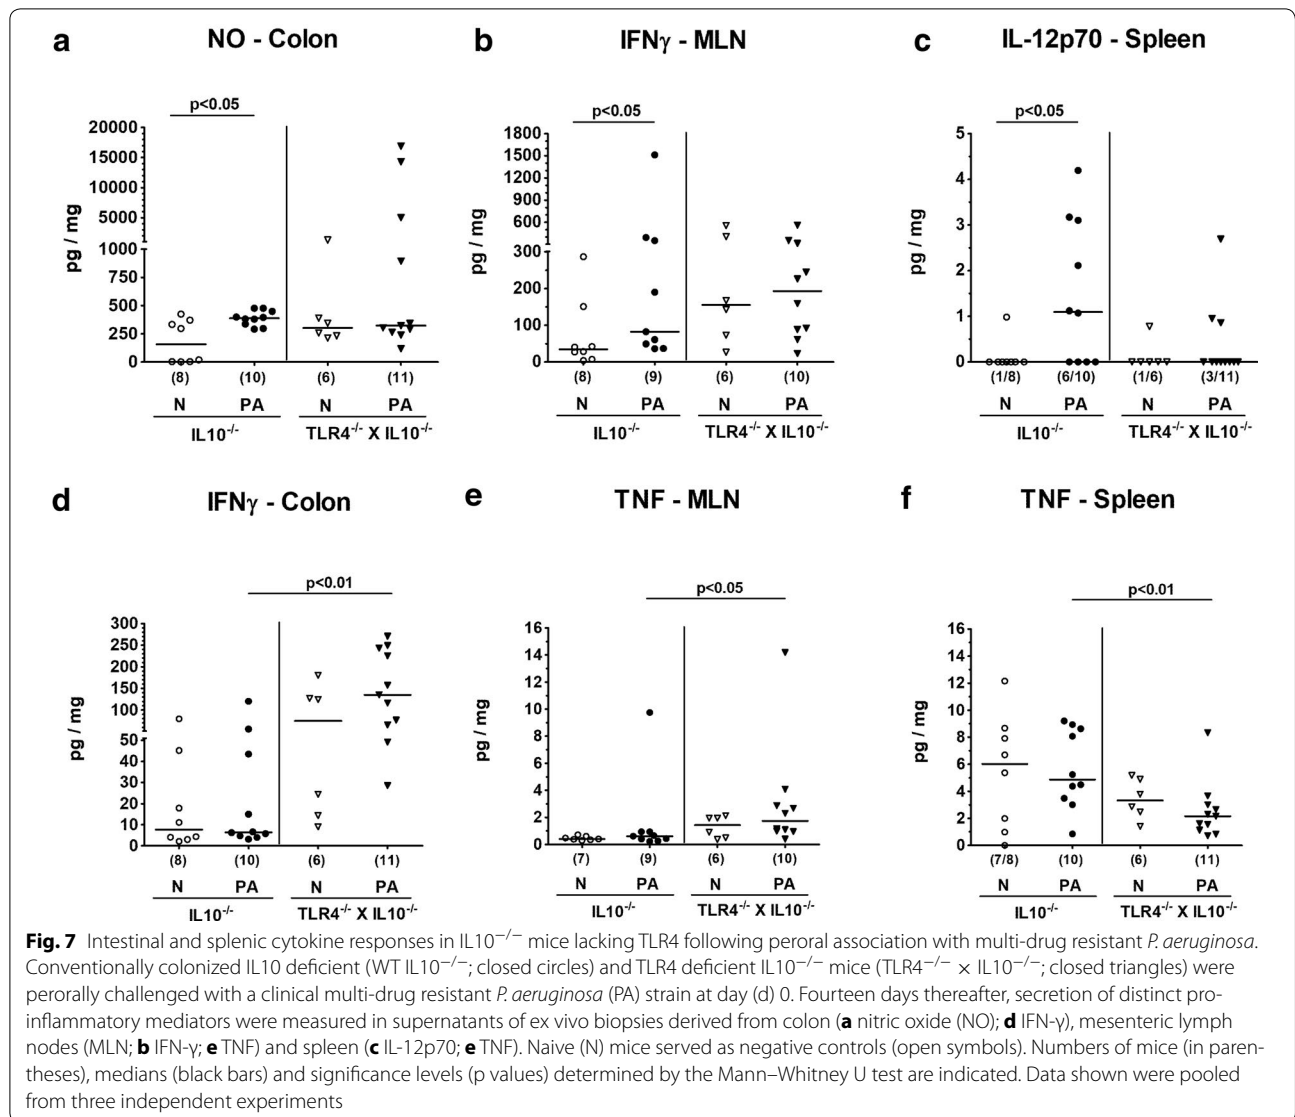 a NO - Colon
b IFNγ - MLN
c IL-12p70 - Spleen
p<0.05
p<0.05
p<0.05
pg / mg
20000
15000
10000
5000
1000
750
500
250
0
(8) (10) (6) (11)
N PA N PA
IL10-/- TLR4-/- X IL10-/-
pg / mg
1800
1500
1200
900
600
300
200
100
0
(8) (9) (6) (10)
N PA N PA
IL10-/- TLR4-/- X IL10-/-
pg / mg
5
4
3
2
1
0
(1/8) (6/10) (1/6) (3/11)
N PA N PA
IL10-/- TLR4-/- X IL10-/-
d IFNγ - Colon
e TNF - MLN
f TNF - Spleen
p<0.01
p<0.05
p<0.01
pg / mg
300
250
200
150
100
50
40
30
20
10
0
(8) (10) (6) (11)
N PA N PA
IL10-/- TLR4-/- X IL10-/-
pg / mg
16
14
12
10
8
6
4
2
0
(7) (9) (6) (10)
N PA N PA
IL10-/- TLR4-/- X IL10-/-
pg / mg
16
14
12
10
8
6
4
2
0
(7/8) (10) (6) (11)
N PA N PA
IL10-/- TLR4-/- X IL10-/-
Fig. 7 Intestinal and splenic cytokine responses in IL10−/− mice lacking TLR4 following peroral association with multi-drug resistant P. aeruginosa.
Conventionally colonized IL10 deficient (WT IL10−/−; closed circles) and TLR4 deficient IL10−/− mice (TLR4−/− × IL10−/−; closed triangles) were
perorally challenged with a clinical multi-drug resistant P. aeruginosa (PA) strain at day (d) 0. Fourteen days thereafter, secretion of distinct pro-
inflammatory mediators were measured in supernatants of ex vivo biopsies derived from colon (a nitric oxide (NO); d IFN-γ), mesenteric lymph
nodes (MLN; b IFN-γ; e TNF) and spleen (c IL-12p70; e TNF). Naive (N) mice served as negative controls (open symbols). Numbers of mice (in paren-
theses), medians (black bars) and significance levels (p values) determined by the Mann–Whitney U test are indicated. Data shown were pooled
from three independent experiments